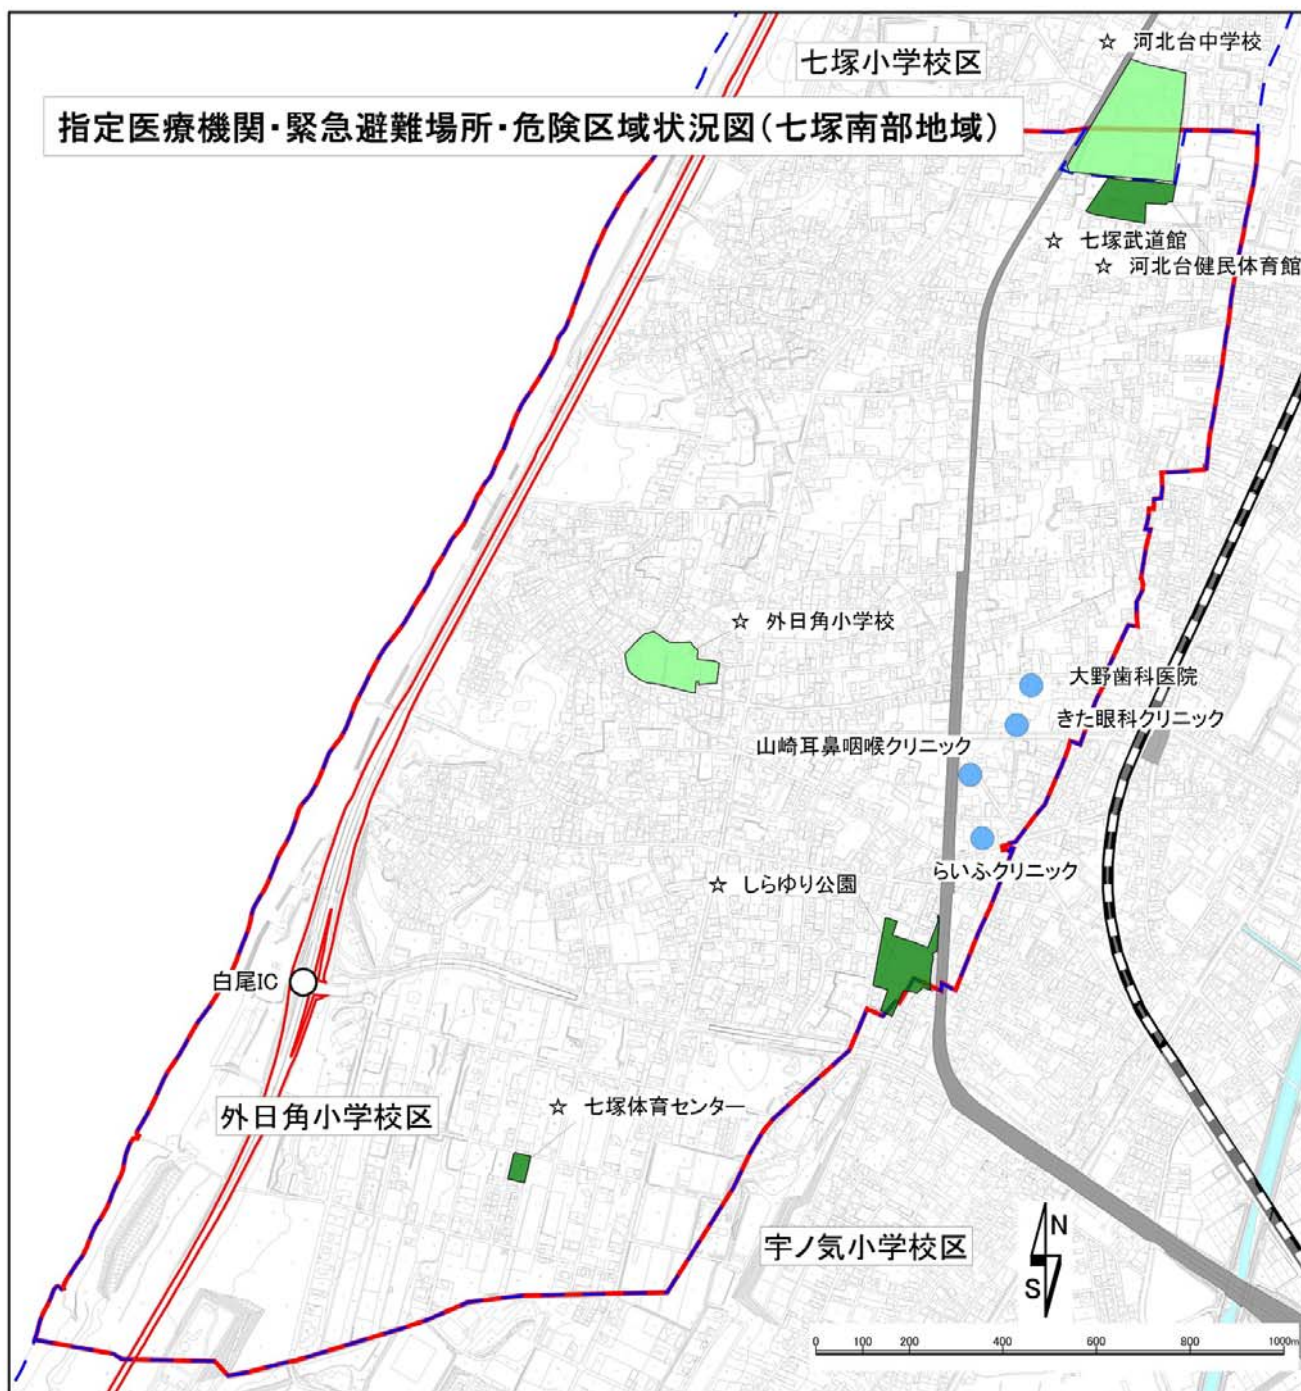 ☆ 河北台中学校
七塚小学校区
指定医療機関・緊急避難場所・危険区域状況図(七塚南部地域)
☆ 七塚武道館
☆ 河北台健民体育館
☆ 外日角小学校
大野歯科医院
きた眼科クリニック
山崎耳鼻咽喉クリニック
らいふクリニック
☆ しらゆり公園
白尾IC
外日角小学校区
☆ 七塚体育センター
宇ノ気小学校区
N
S
0 100 200 400 600 800 1000m